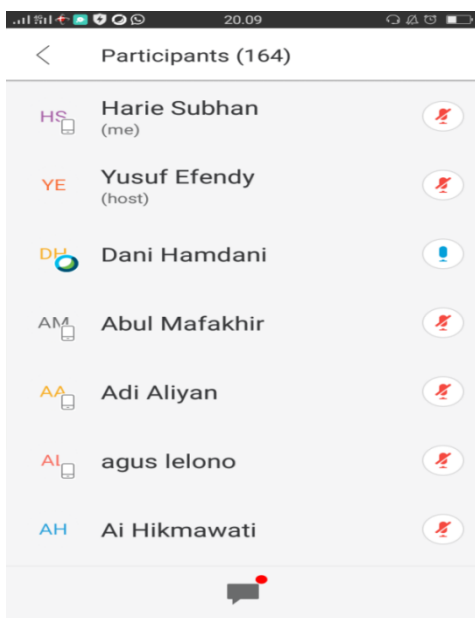 20.09
Participants (164)
HS Harie Subhan
(me)
YE Yusuf Efendy
(host)
DH Dani Hamdani
AM Abul Mafakhir
AA Adi Aliyan
AL agus lelono
AH Ai Hikmawati